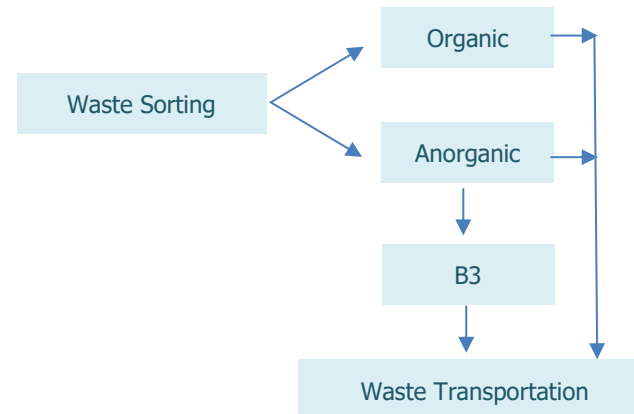 Organic
Waste Sorting
Anorganic
B3
Waste Transportation